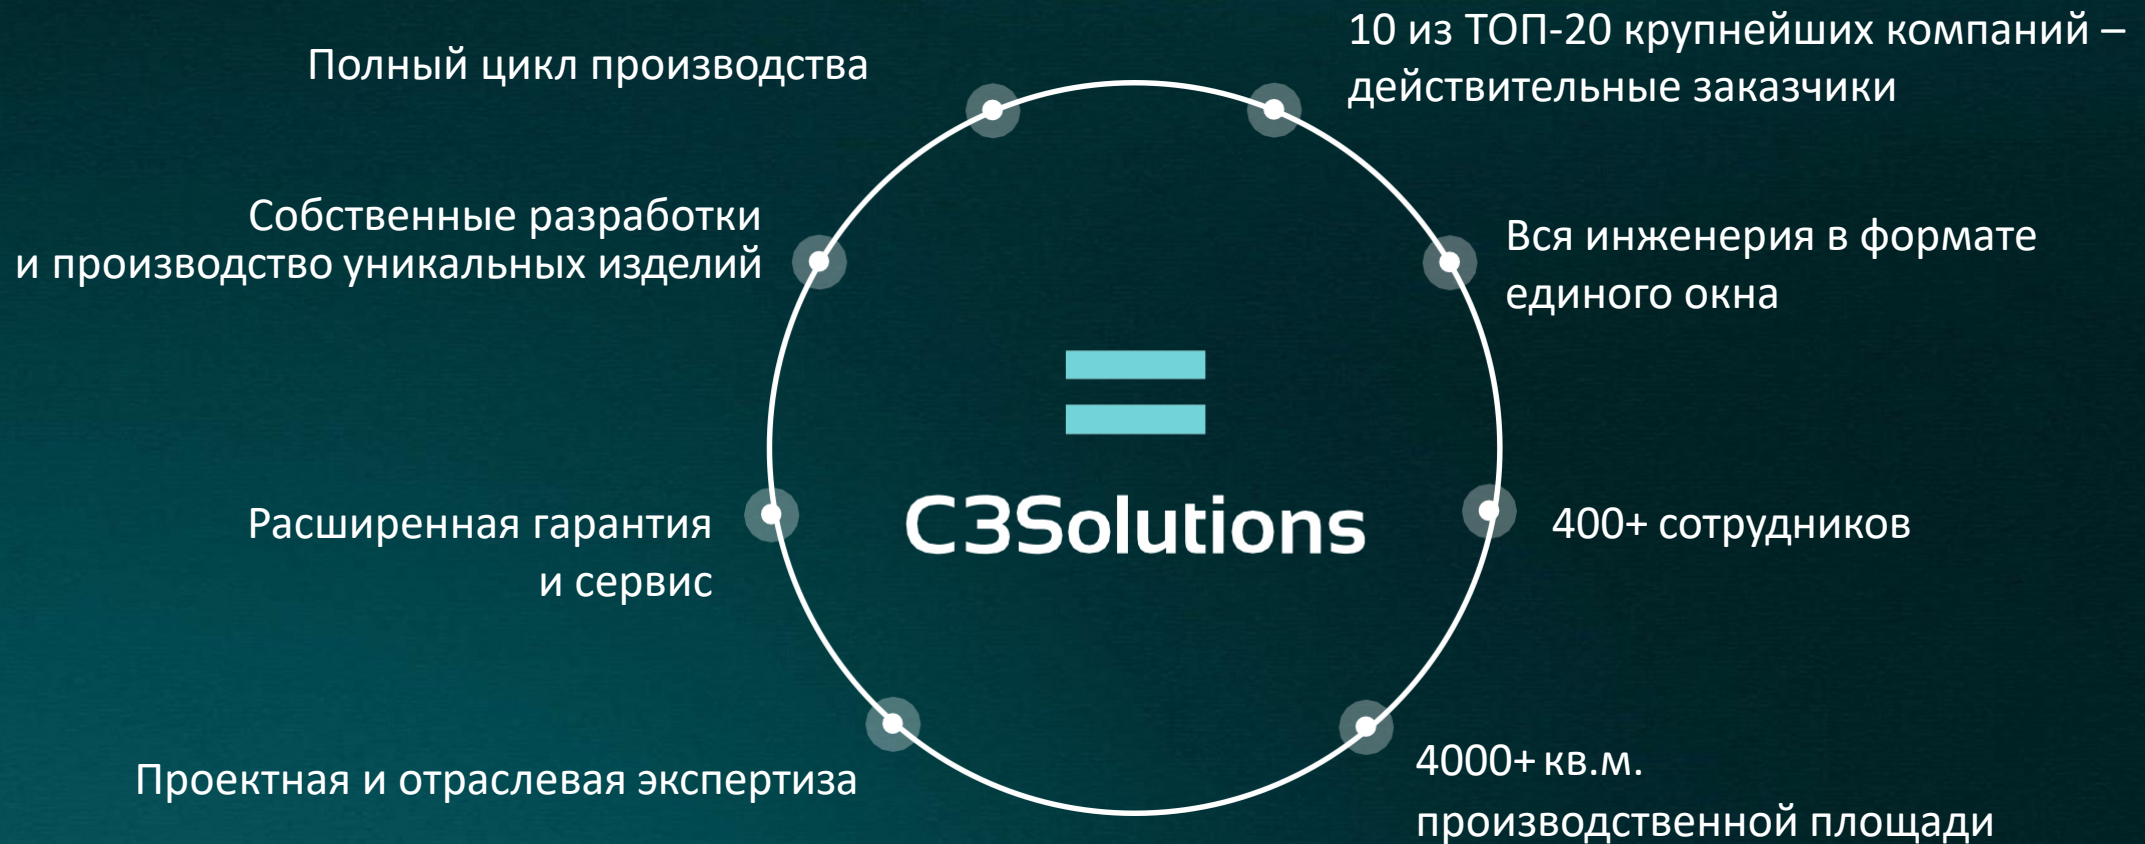 Полный цикл производства
Собственные разработки
и производство уникальных изделий
Расширенная гарантия
и сервис
Проектная и отраслевая экспертиза
C3Solutions
10 из ТОП-20 крупнейших компаний –
действительные заказчики
Вся инженерия в формате
единого окна
400+ сотрудников
4000+ кв.м.
производственной площади